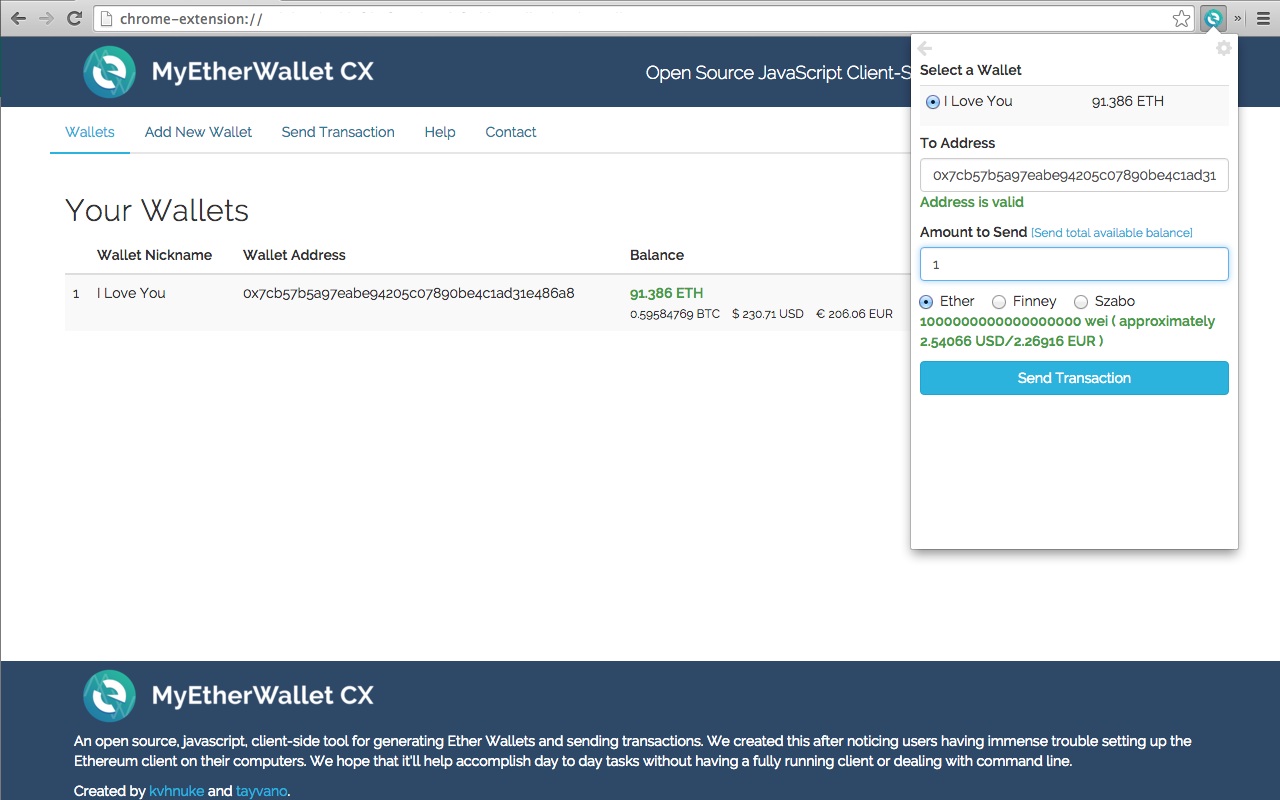 chrome-extension://
»
MyEtherWallet CX
Open Source JavaScript Client-S
Wallets
Add New Wallet
Send Transaction
Help
Contact
Your Wallets
Wallet Nickname Wallet Address Balance
1 I Love You 0x7cb57b5a97eabe94205c07890be4c1ad31e486a8 91.386 ETH
0.59584769 BTC $ 230.71 USD € 206.06 EUR
Select a Wallet
I Love You 91.386 ETH
To Address
0x7cb57b5a97eabe94205c07890be4c1ad31
Address is valid
Amount to Send [Send total available balance]
1
Ether Finney Szabo
1000000000000000000 wei ( approximately
2.54066 USD/2.26916 EUR )
Send Transaction
MyEtherWallet CX
An open source, javascript, client-side tool for generating Ether Wallets and sending transactions. We created this after noticing users having immense trouble setting up the
Ethereum client on their computers. We hope that it'll help accomplish day to day tasks without having a fully running client or dealing with command line.
Created by kvhnuke and tayvano.